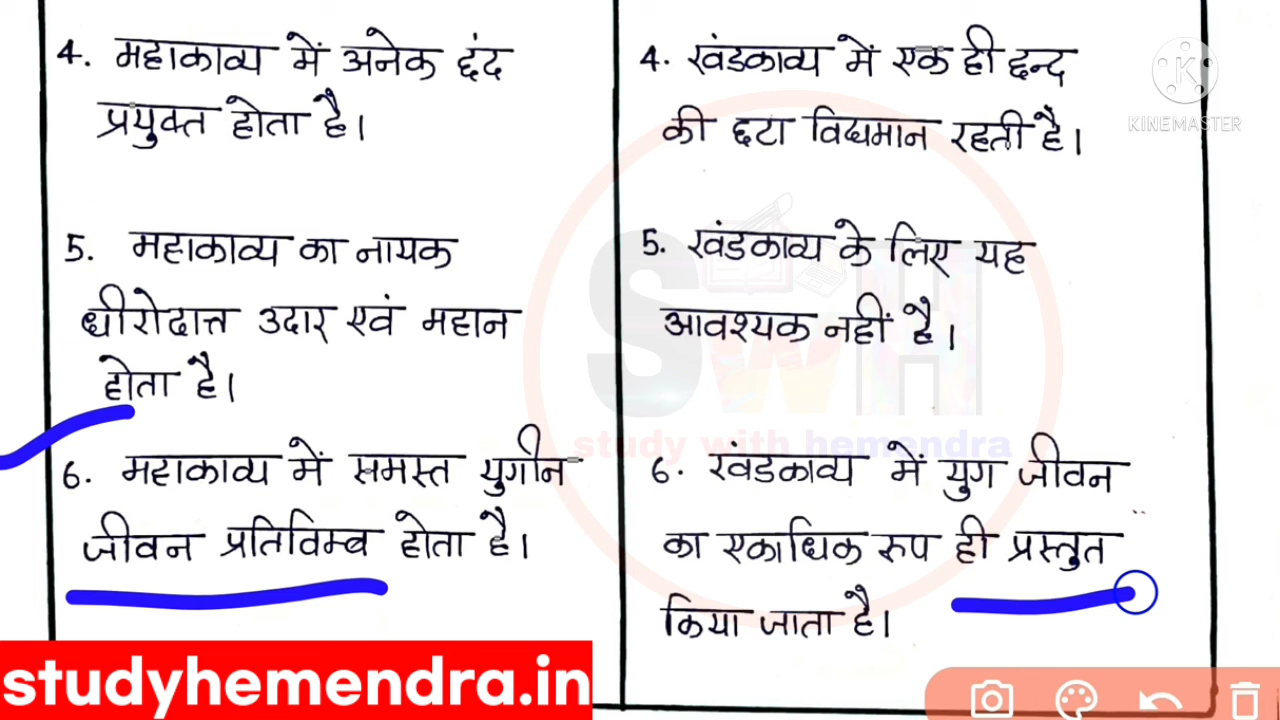 4. महाकाव्य में अनेक छंद
प्रयुक्त होता है।
5. महाकाव्य का नायक
धीरोदात्त उदार एवं महान
होता है।
6. महाकाव्य में समस्त युगीन
जीवन प्रतिविम्ब होता है।
4. खंडकाव्य में एक ही छन्द
की छटा विद्यमान रहती है।
5. खंडकाव्य के लिए यह
आवश्यक नहीं है।
6. खंडकाव्य में युग जीवन
का एकाधिक रुप ही प्रस्तुत
किया जाता है।
SWH
study with hemendra
K
KINEMASTER
studyhemendra.in